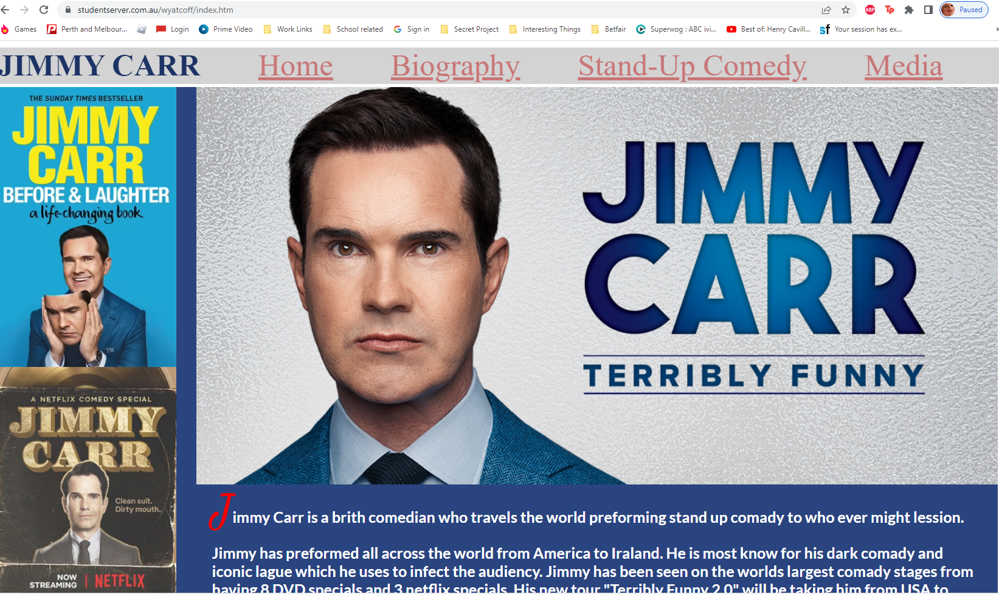 studentserver.com.au/wyatcoff/index.htm
ABP
Tp
Paused
Games
Perth and Melbour...
Login
Prime Video
Work Links
School related
G Sign in
Secret Project
Interesting Things
Betfair
Superwog : ABC ivi...
Best of: Henry Cavill...
sf Your session has ex...
JIMMY CARR
Home
Biography
Stand-Up Comedy
Media
THE SUNDAY TIMES BESTSELLER
JIMMY
CARR
BEFORE & LAUGHTER
a life-changing book
JIMMY
CARR
TERRIBLY FUNNY
A NETFLIX COMEDY SPECIAL
JIMMY
CARR
Clean suit.
Dirty mouth.
NOW
STREAMING
NETFLIX
Jimmy Carr is a brith comedian who travels the world preforming stand up comady to who ever might lession.
Jimmy has preformed all across the world from America to Iraland. He is most know for his dark comady and
iconic lague which he uses to infect the audiency. Jimmy has been seen on the worlds largest comady stages from
having 8 DVD specials and 3 netflix specials. His new tour "Terribly Funny 2.0" will be taking him from USA to